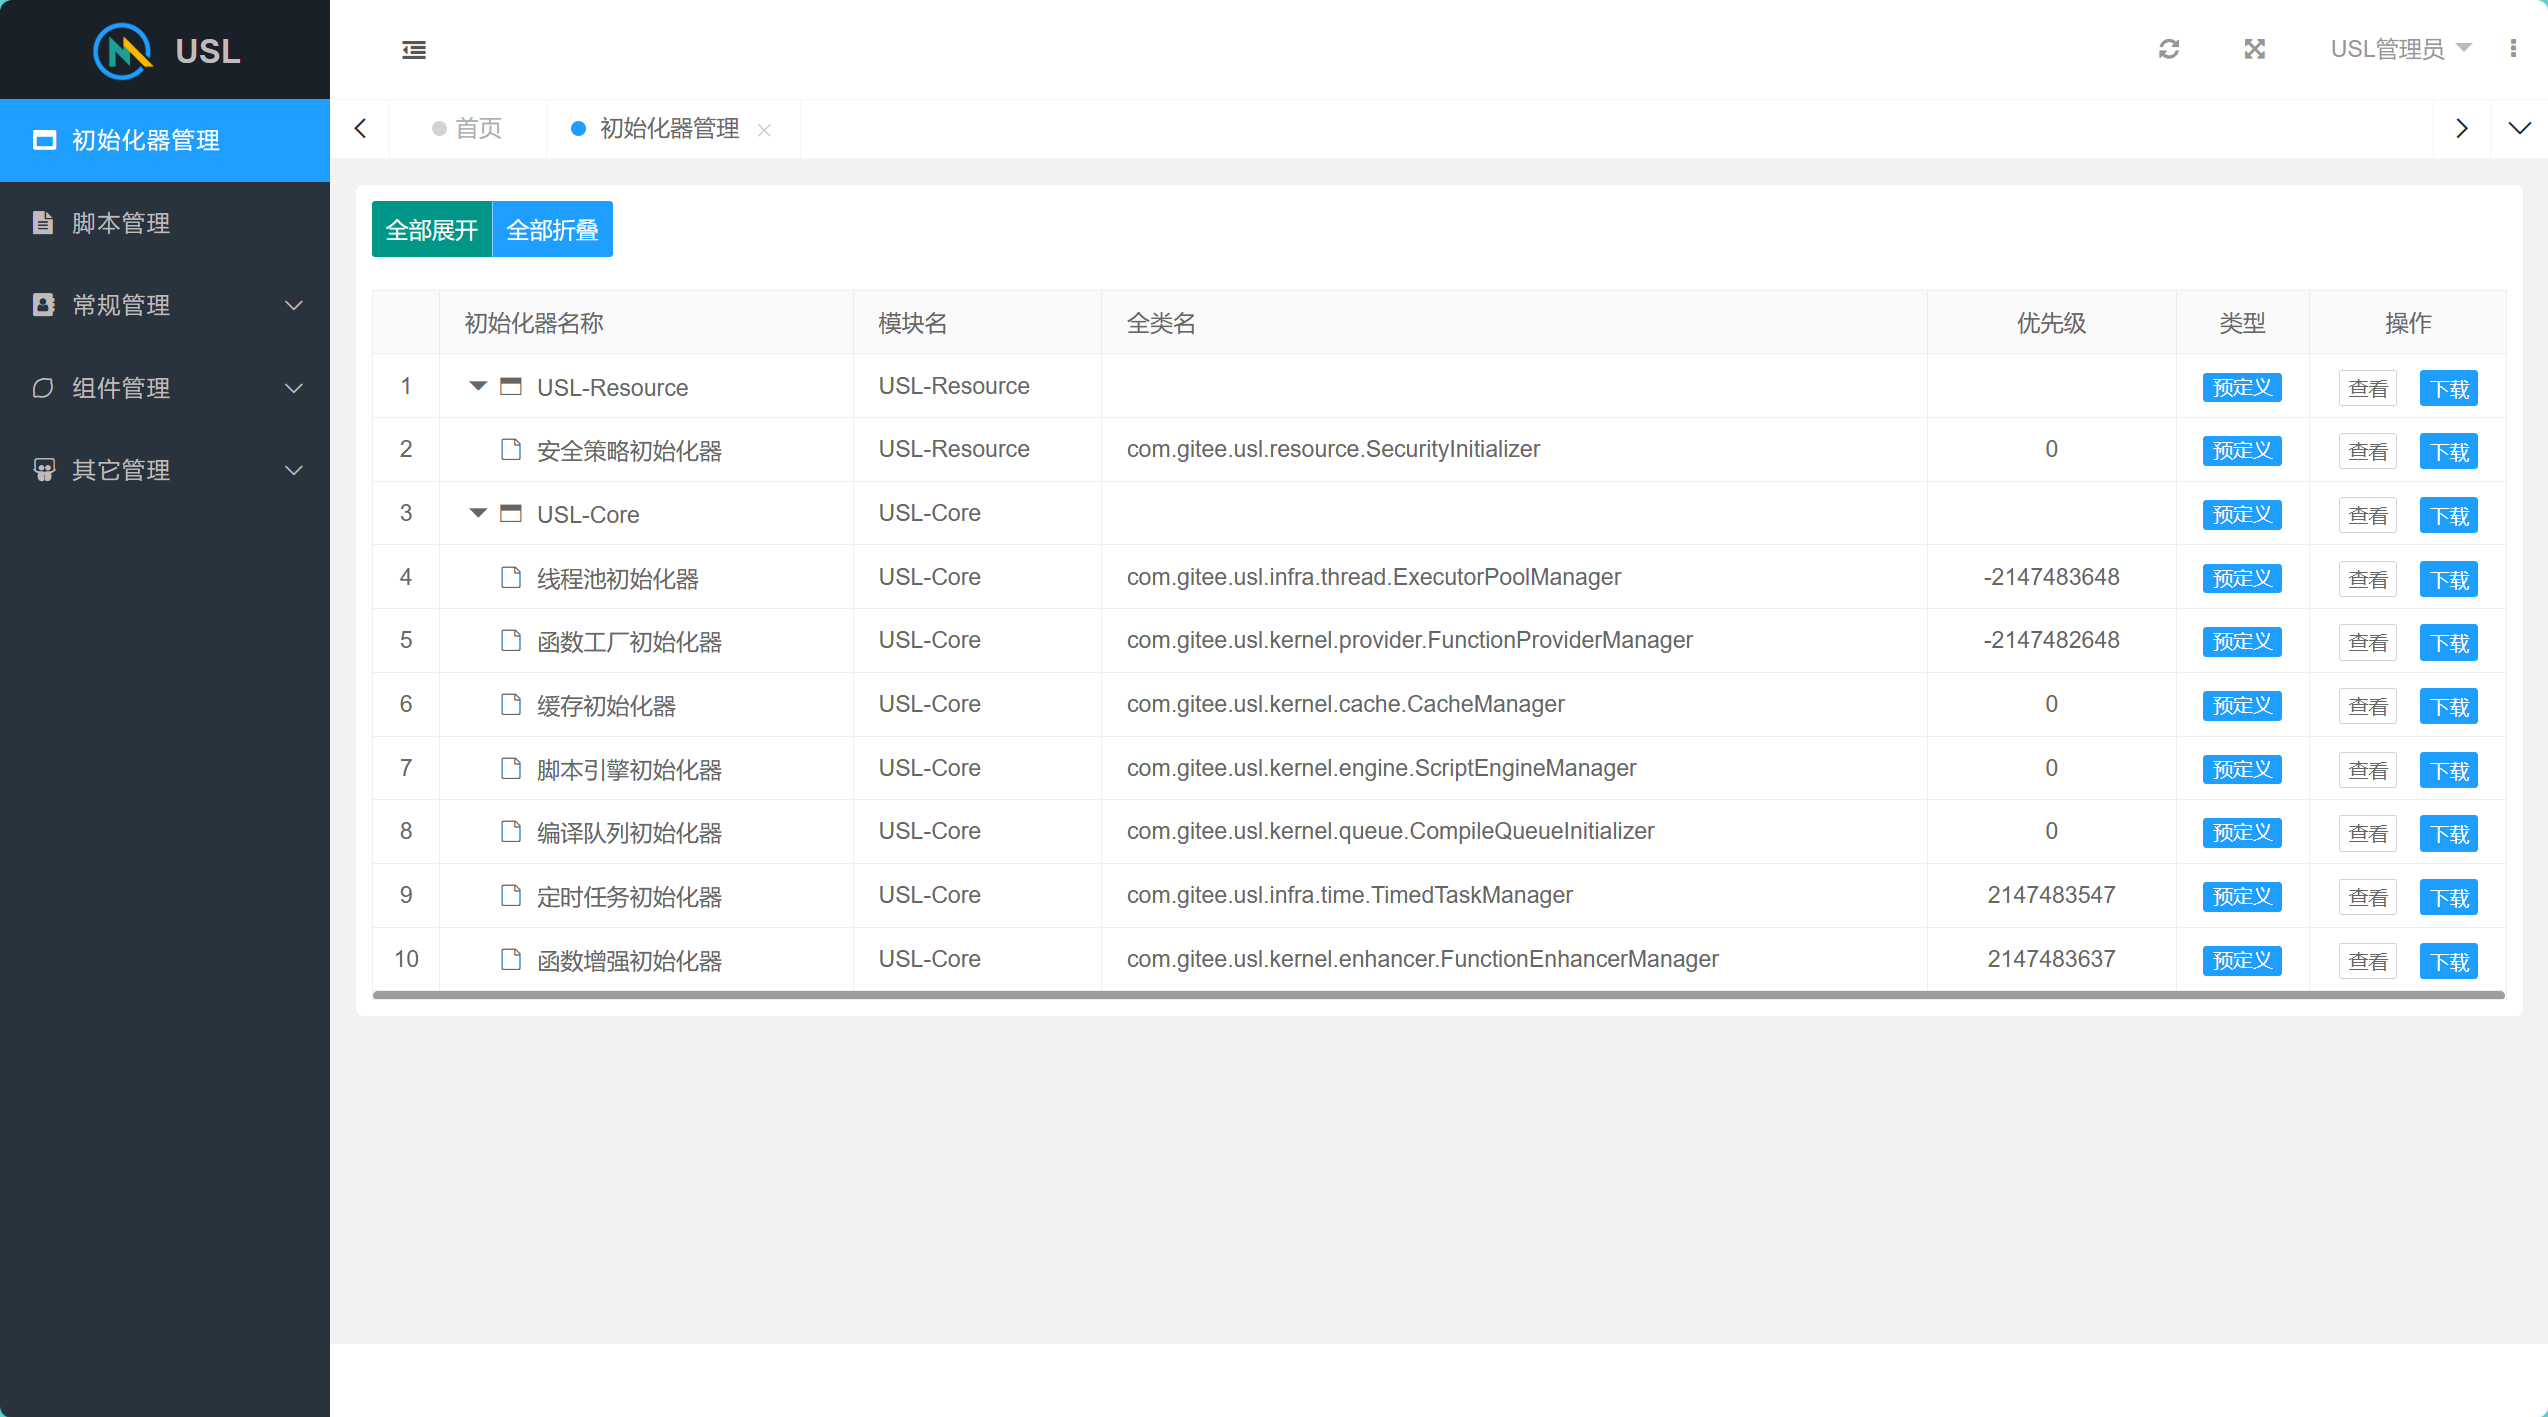 USL
USL管理员
初始化器管理
脚本管理
常规管理
组件管理
其它管理
首页
初始化器管理
全部展开 全部折叠
初始化器名称 模块名 全类名 优先级 类型 操作
1 USL-Resource USL-Resource 预定义 查看 下载
2 安全策略初始化器 USL-Resource com.gitee.usl.resource.SecurityInitializer 0 预定义 查看 下载
3 USL-Core USL-Core 预定义 查看 下载
4 线程池初始化器 USL-Core com.gitee.usl.infra.thread.ExecutorPoolManager -2147483648 预定义 查看 下载
5 函数工厂初始化器 USL-Core com.gitee.usl.kernel.provider.FunctionProviderManager -2147482648 预定义 查看 下载
6 缓存初始化器 USL-Core com.gitee.usl.kernel.cache.CacheManager 0 预定义 查看 下载
7 脚本引擎初始化器 USL-Core com.gitee.usl.kernel.engine.ScriptEngineManager 0 预定义 查看 下载
8 编译队列初始化器 USL-Core com.gitee.usl.kernel.queue.CompileQueueInitializer 0 预定义 查看 下载
9 定时任务初始化器 USL-Core com.gitee.usl.infra.time.TimedTaskManager 2147483547 预定义 查看 下载
10 函数增强初始化器 USL-Core com.gitee.usl.kernel.enhancer.FunctionEnhancerManager 2147483637 预定义 查看 下载